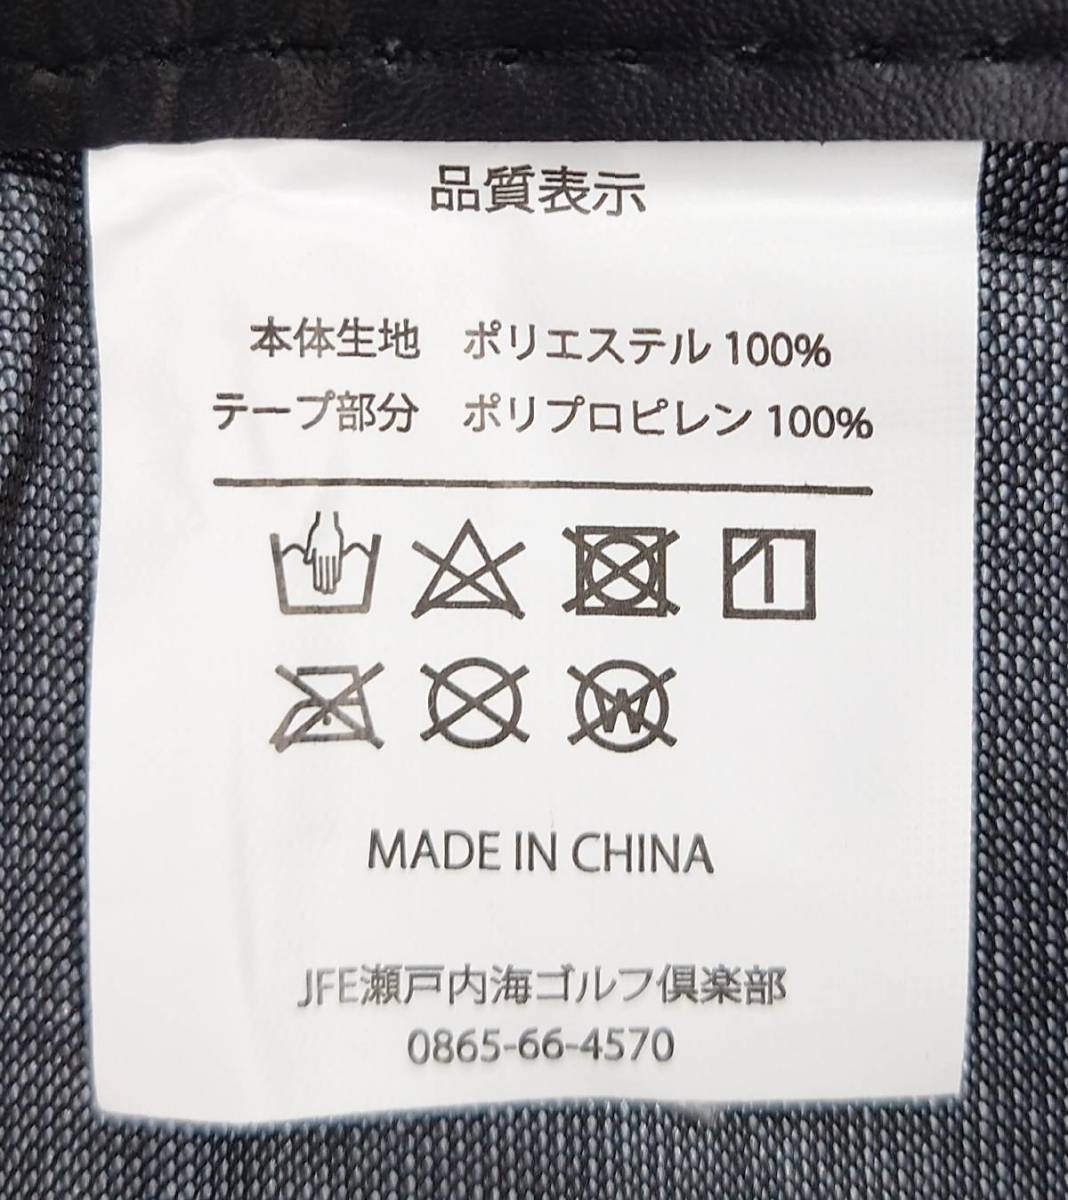 品質表示
本体生地　ポリエステル 100%
テープ部分　ポリプロピレン 100%
MADE IN CHINA
JFE瀬戸内海ゴルフ倶楽部
0865-66-4570